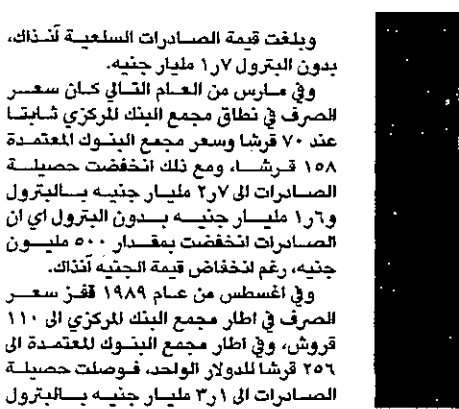 وبلغت قيمة الصادرات السلعية آنذاك،
بدون البترول ١٫٧ مليار جنيه.
وفي مارس من العام التالي كان سعر
الصرف في نطاق مجمع البنك المركزي ثابتا
عند ٧٠ قرشا وسعر مجمع البنوك المعتمدة
١٥٨ قرشا، ومع ذلك انخفضت حصيلة
الصادرات الى ٢٫٧ مليار جنيه بالبترول
و١٫٦ مليار جنيه بدون البترول اي ان
الصادرات انخفضت بمقدار ٥٠٠ مليون
جنيه، رغم انخفاض قيمة الجنيه آنذاك.
وفي اغسطس من عام ١٩٨٩ قفز سعر
الصرف في اطار مجمع البنك المركزي الى ١١٠
قروش، وفي اطار مجمع البنوك المعتمدة الى
٢٥٦ قرشا للدولار الواحد، فوصلت حصيلة
الصادرات الى ٣٫١ مليار جنيه بالبترول